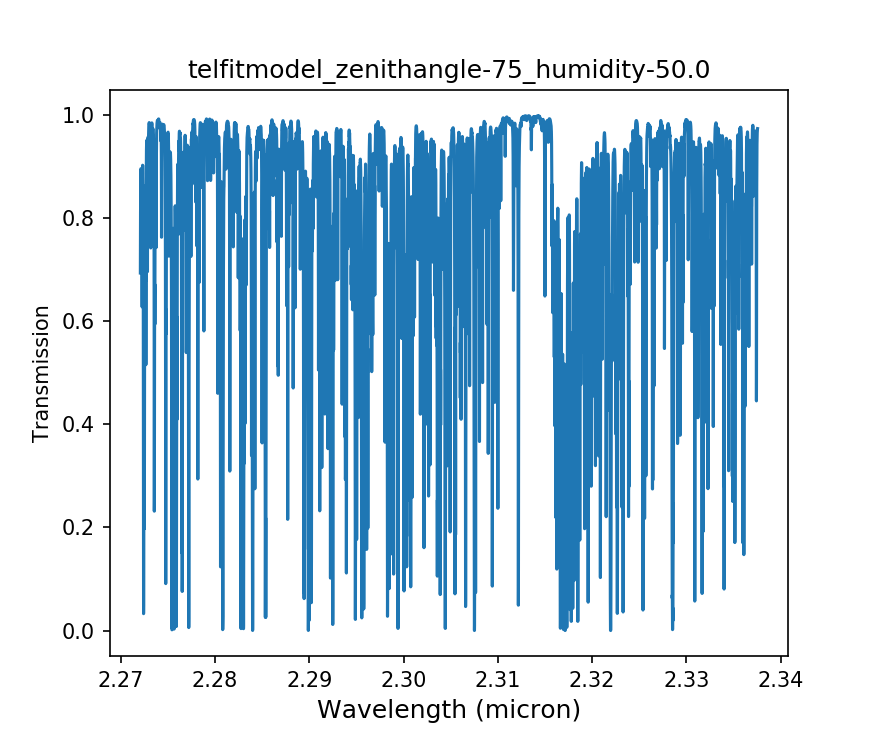 telfitmodel_zenithangle-75_humidity-50.0
1.0
0.8
0.6
0.4
0.2
0.0
Transmission
2.27 2.28 2.29 2.30 2.31 2.32 2.33 2.34
Wavelength (micron)